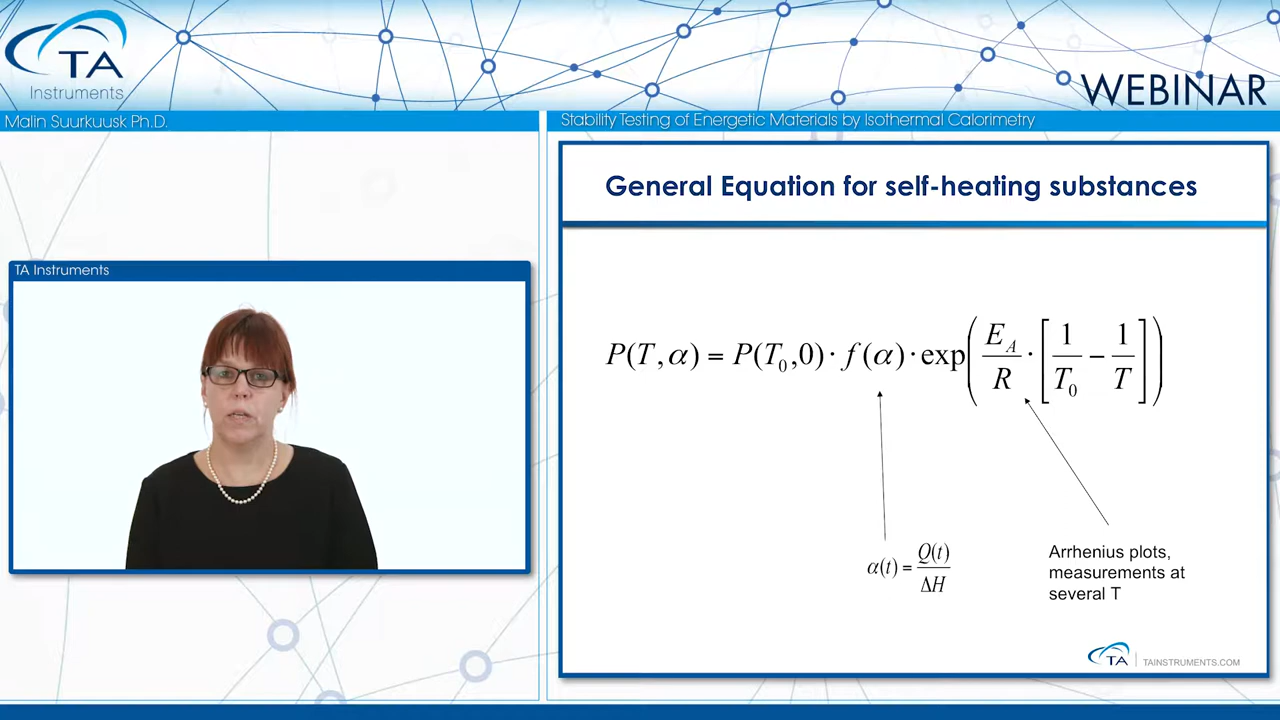 TA
Instruments
WEBINAR
Malin Suurkuusk Ph.D.
Stability Testing of Energetic Materials by Isothermal Calorimetry
General Equation for self-heating substances
TA Instruments
P(T,α) = P(T₀,0)· f(α)·exp(E_A/R · [1/T₀ − 1/T])
α(t) = Q(t)/ΔH
Arrhenius plots,
measurements at
several T
TA | TAINSTRUMENTS.COM